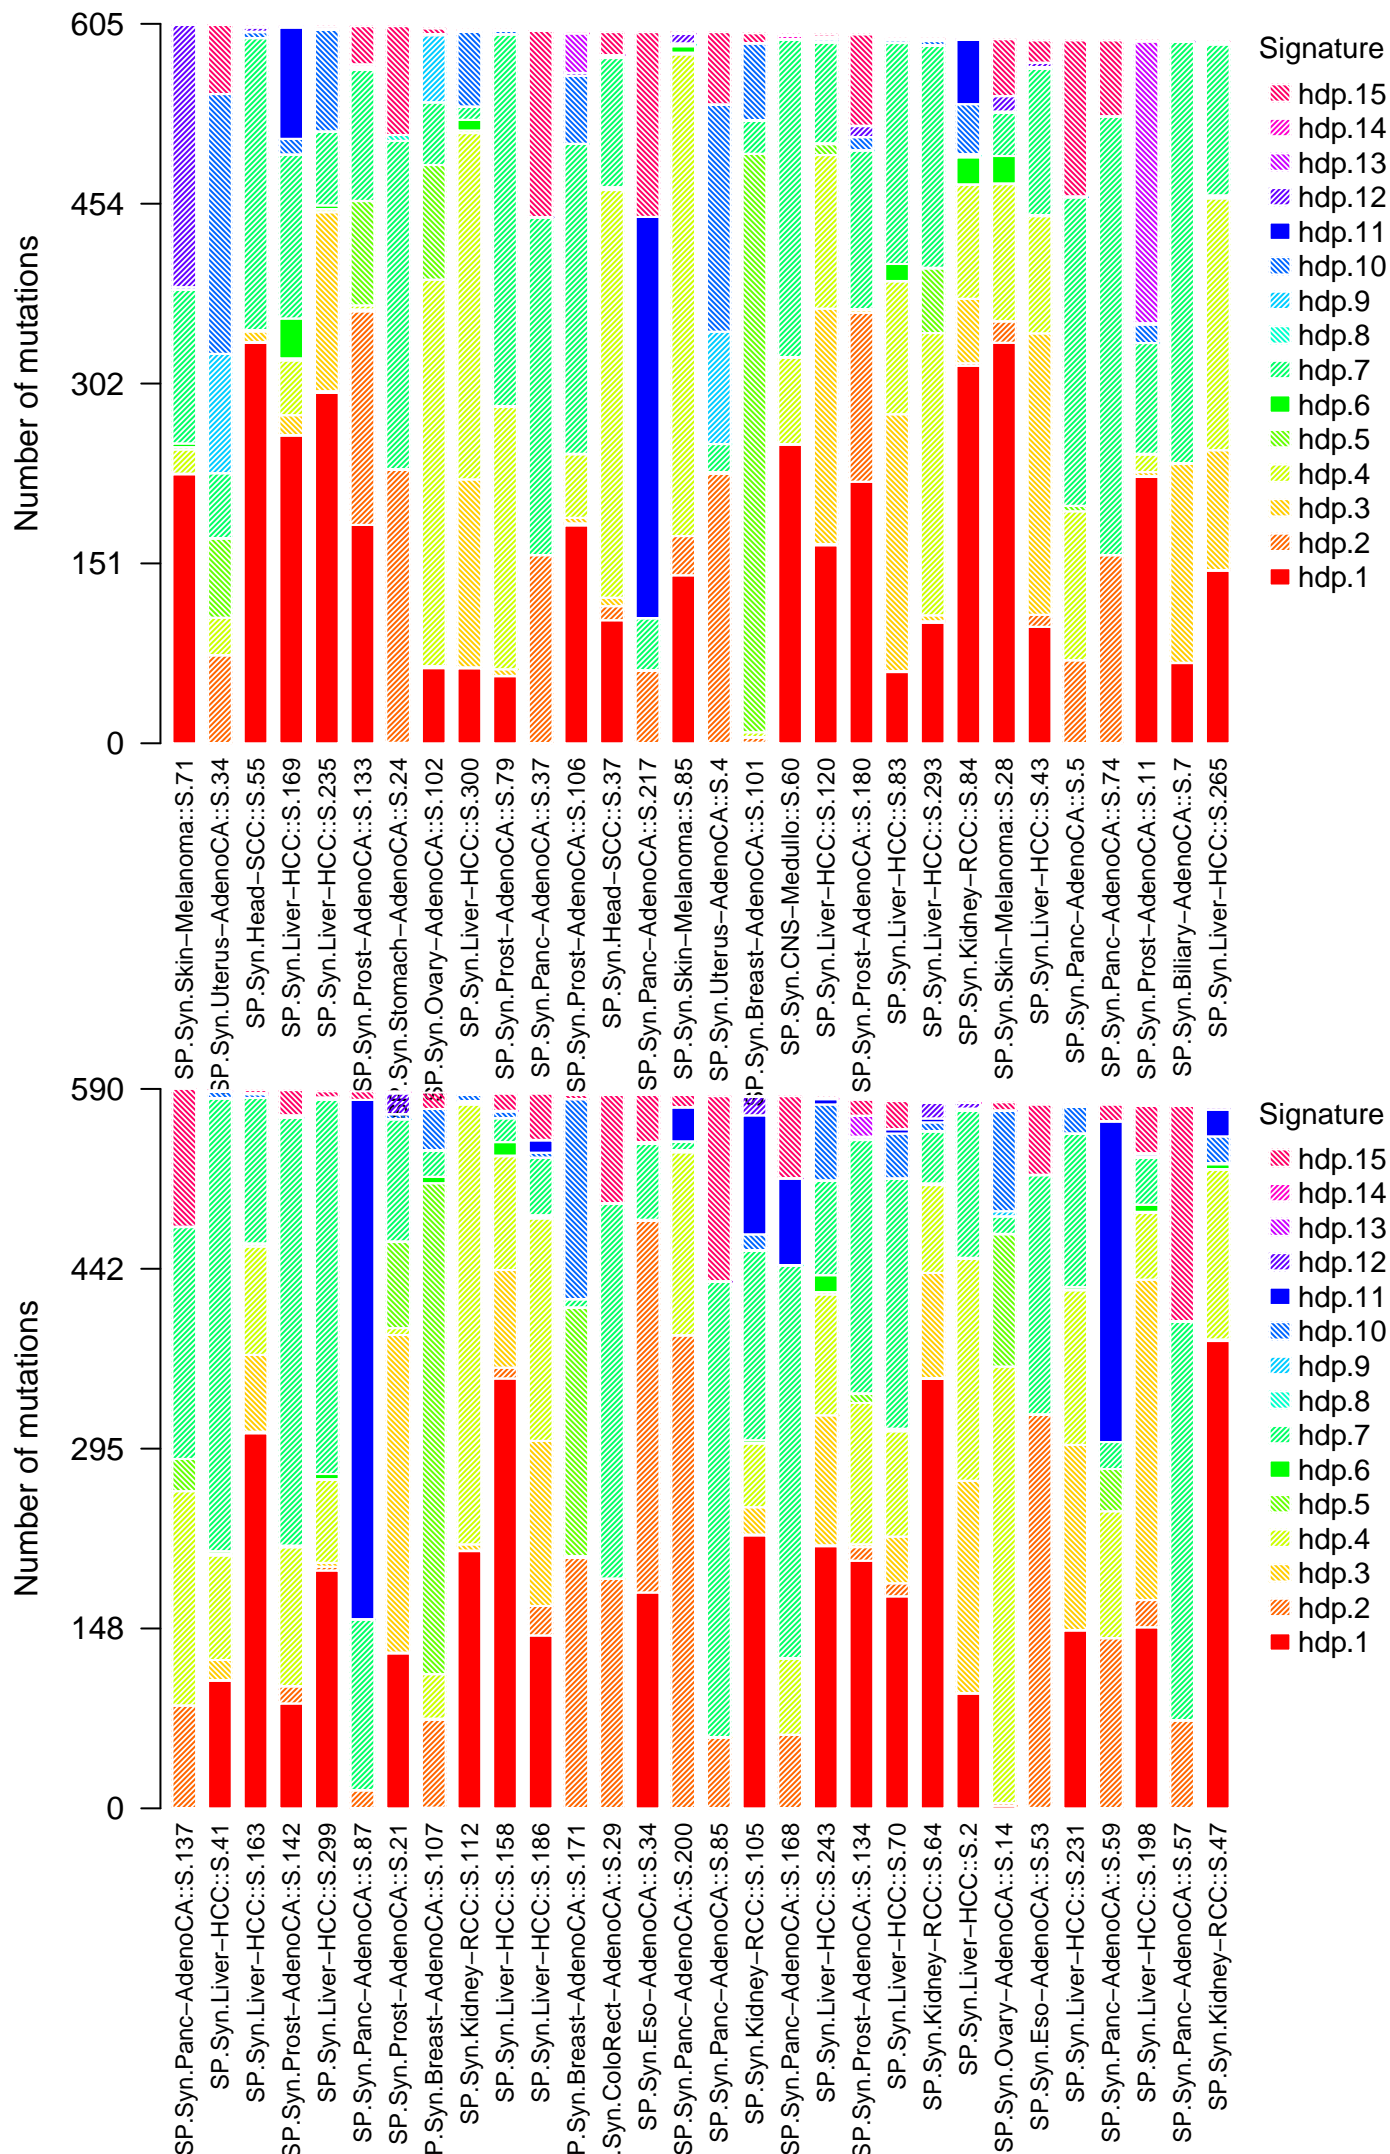 Number of mutations
605
454
302
151
0
Signature
hdp.15
hdp.14
hdp.13
hdp.12
hdp.11
hdp.10
hdp.9
hdp.8
hdp.7
hdp.6
hdp.5
hdp.4
hdp.3
hdp.2
hdp.1
SP.Syn.Skin−Melanoma::S.71
SP.Syn.Uterus−AdenoCA::S.34
SP.Syn.Head−SCC::S.55
SP.Syn.Liver−HCC::S.169
SP.Syn.Liver−HCC::S.235
SP.Syn.Prost−AdenoCA::S.133
P.Syn.Stomach−AdenoCA::S.24
SP.Syn.Ovary−AdenoCA::S.102
SP.Syn.Liver−HCC::S.300
SP.Syn.Prost−AdenoCA::S.79
SP.Syn.Panc−AdenoCA::S.37
SP.Syn.Prost−AdenoCA::S.106
SP.Syn.Head−SCC::S.37
SP.Syn.Panc−AdenoCA::S.217
SP.Syn.Skin−Melanoma::S.85
SP.Syn.Uterus−AdenoCA::S.4
SP.Syn.Breast−AdenoCA::S.101
SP.Syn.CNS−Medullo::S.60
SP.Syn.Liver−HCC::S.120
SP.Syn.Prost−AdenoCA::S.180
SP.Syn.Liver−HCC::S.83
SP.Syn.Liver−HCC::S.293
SP.Syn.Kidney−RCC::S.84
SP.Syn.Skin−Melanoma::S.28
SP.Syn.Liver−HCC::S.43
SP.Syn.Panc−AdenoCA::S.5
SP.Syn.Panc−AdenoCA::S.74
SP.Syn.Prost−AdenoCA::S.11
SP.Syn.Biliary−AdenoCA::S.7
SP.Syn.Liver−HCC::S.265
Number of mutations
590
442
295
148
0
Signature
hdp.15
hdp.14
hdp.13
hdp.12
hdp.11
hdp.10
hdp.9
hdp.8
hdp.7
hdp.6
hdp.5
hdp.4
hdp.3
hdp.2
hdp.1
SP.Syn.Panc−AdenoCA::S.137
SP.Syn.Liver−HCC::S.41
SP.Syn.Liver−HCC::S.163
SP.Syn.Prost−AdenoCA::S.142
SP.Syn.Liver−HCC::S.299
SP.Syn.Panc−AdenoCA::S.87
SP.Syn.Prost−AdenoCA::S.21
P.Syn.Breast−AdenoCA::S.107
SP.Syn.Kidney−RCC::S.112
SP.Syn.Liver−HCC::S.158
SP.Syn.Liver−HCC::S.186
P.Syn.Breast−AdenoCA::S.171
.Syn.ColoRect−AdenoCA::S.29
SP.Syn.Eso−AdenoCA::S.34
SP.Syn.Panc−AdenoCA::S.200
SP.Syn.Panc−AdenoCA::S.85
SP.Syn.Kidney−RCC::S.105
SP.Syn.Panc−AdenoCA::S.168
SP.Syn.Liver−HCC::S.243
SP.Syn.Prost−AdenoCA::S.134
SP.Syn.Liver−HCC::S.70
SP.Syn.Kidney−RCC::S.64
SP.Syn.Liver−HCC::S.2
SP.Syn.Ovary−AdenoCA::S.14
SP.Syn.Eso−AdenoCA::S.53
SP.Syn.Liver−HCC::S.231
SP.Syn.Panc−AdenoCA::S.59
SP.Syn.Liver−HCC::S.198
SP.Syn.Panc−AdenoCA::S.57
SP.Syn.Kidney−RCC::S.47